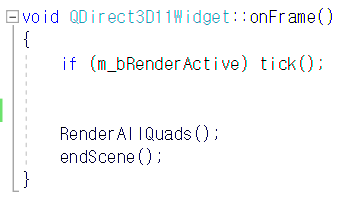 void QDirect3D11Widget::onFrame()
{
if (m_bRenderActive) tick();
RenderAllQuads();
endScene();
}